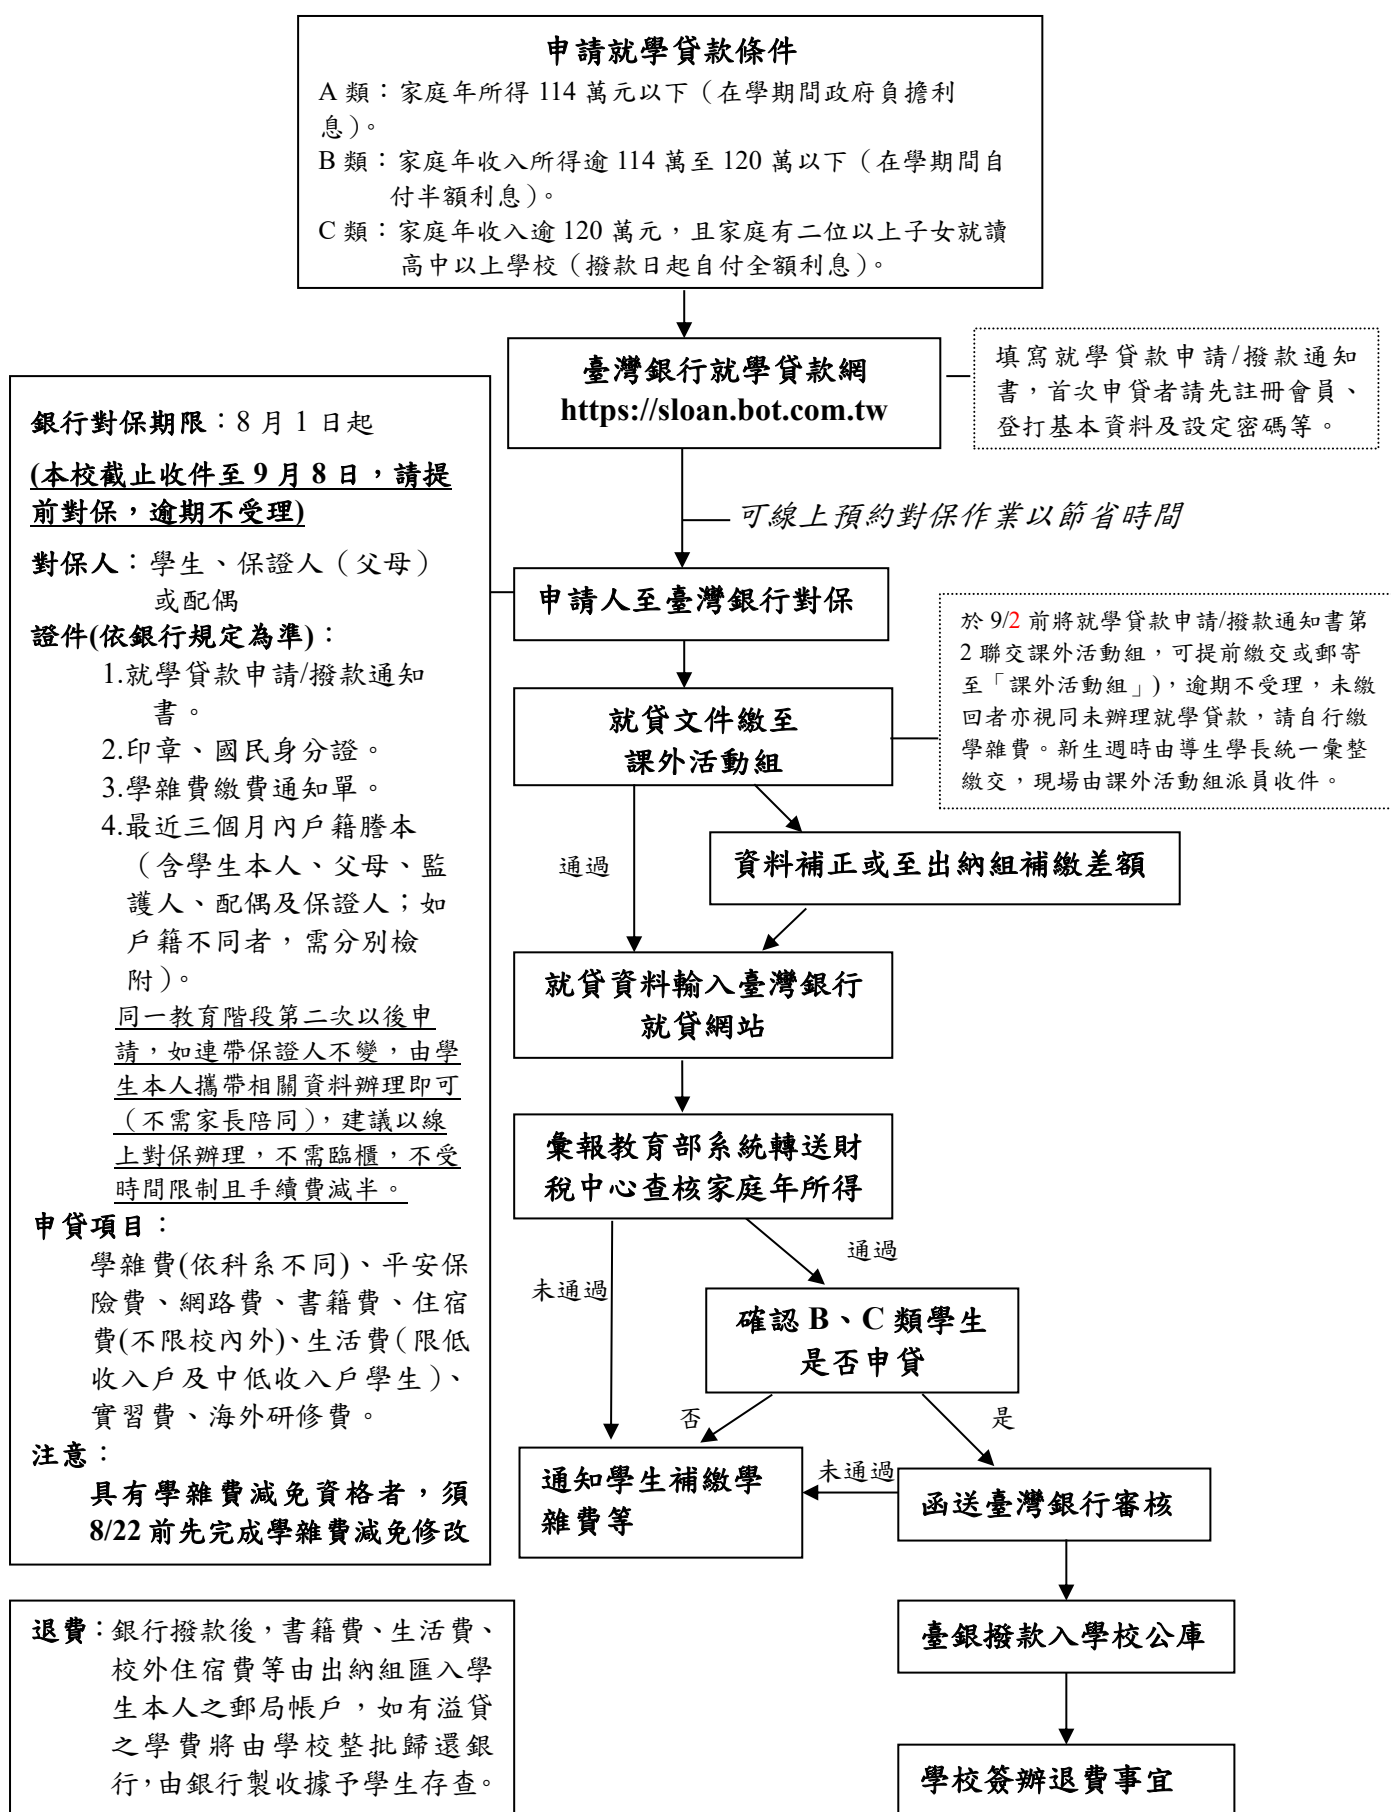 申請就學貸款條件
A 類：家庭年所得 114 萬元以下（在學期間政府負擔利
息）。
B 類：家庭年收入所得逾 114 萬至 120 萬以下（在學期間自
付半額利息）。
C 類：家庭年收入逾 120 萬元，且家庭有二位以上子女就讀
高中以上學校（撥款日起自付全額利息）。
臺灣銀行就學貸款網
https://sloan.bot.com.tw
填寫就學貸款申請/撥款通知
書，首次申貸者請先註冊會員、
登打基本資料及設定密碼等。
可線上預約對保作業以節省時間
申請人至臺灣銀行對保
銀行對保期限：8 月 1 日起
(本校截止收件至 9 月 8 日，請提
前對保，逾期不受理)
對保人：學生、保證人（父母）
或配偶
證件(依銀行規定為準)：
1.就學貸款申請/撥款通知
書。
2.印章、國民身分證。
3.學雜費繳費通知單。
4.最近三個月內戶籍謄本
（含學生本人、父母、監
護人、配偶及保證人；如
戶籍不同者，需分別檢
附）。
同一教育階段第二次以後申
請，如連帶保證人不變，由學
生本人攜帶相關資料辦理即可
（不需家長陪同），建議以線
上對保辦理，不需臨櫃，不受
時間限制且手續費減半。
申貸項目：
學雜費(依科系不同)、平安保
險費、網路費、書籍費、住宿
費(不限校內外)、生活費（限低
收入戶及中低收入戶學生）、
實習費、海外研修費。
注意：
具有學雜費減免資格者，須
8/22 前先完成學雜費減免修改
就貸文件繳至
課外活動組
於 9/2 前將就學貸款申請/撥款通知書第
2 聯交課外活動組，可提前繳交或郵寄
至「課外活動組」)，逾期不受理，未繳
回者亦視同未辦理就學貸款，請自行繳
學雜費。新生週時由導生學長統一彙整
繳交，現場由課外活動組派員收件。
通過
資料補正或至出納組補繳差額
就貸資料輸入臺灣銀行
就貸網站
彙報教育部系統轉送財
稅中心查核家庭年所得
未通過
通過
確認 B、C 類學生
是否申貸
否
是
通知學生補繳學
雜費等
未通過
函送臺灣銀行審核
臺銀撥款入學校公庫
學校簽辦退費事宜
退費：銀行撥款後，書籍費、生活費、
校外住宿費等由出納組匯入學
生本人之郵局帳戶，如有溢貸
之學費將由學校整批歸還銀
行，由銀行製收據予學生存查。